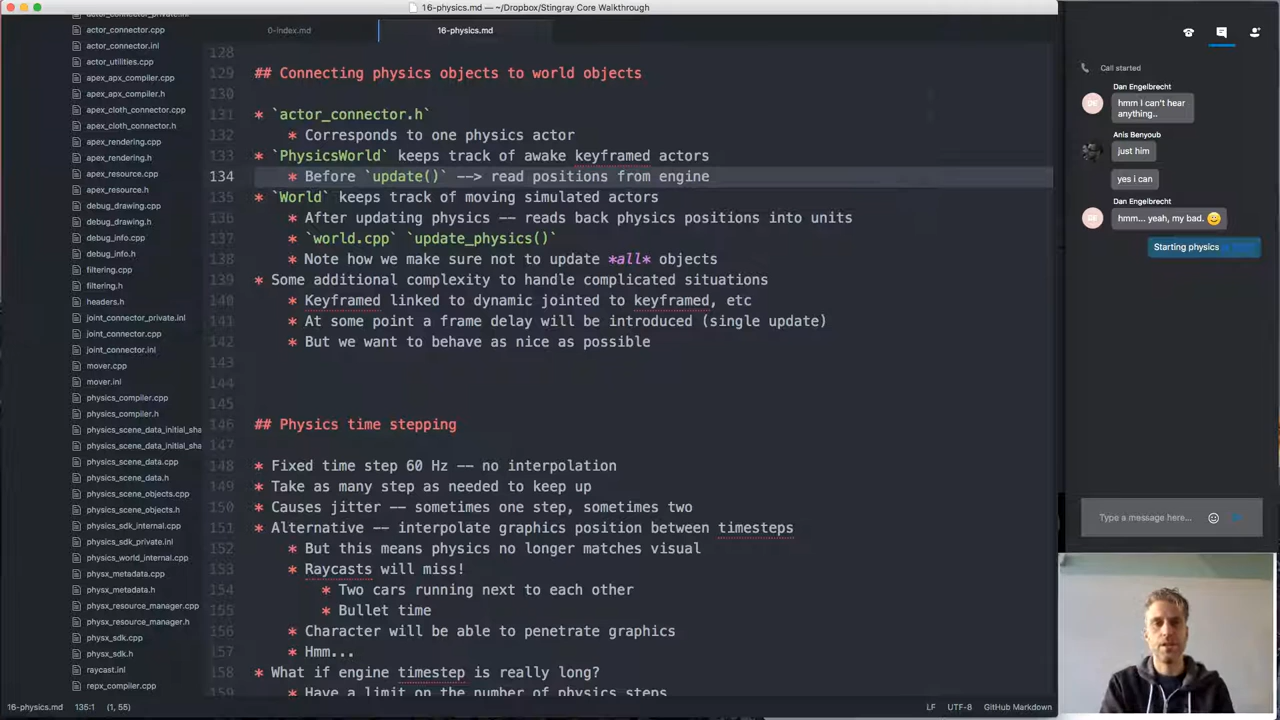 16-physics.md — ~/Dropbox/Stingray Core Walkthrough
actor_connector_private.inl
actor_connector.cpp
actor_connector.inl
actor_utilities.cpp
apex_apx_compiler.cpp
apex_apx_compiler.h
apex_cloth_connector.cpp
apex_cloth_connector.h
apex_rendering.cpp
apex_rendering.h
apex_resource.cpp
apex_resource.h
debug_drawing.cpp
debug_drawing.h
debug_info.cpp
debug_info.h
filtering.cpp
filtering.h
headers.h
joint_connector_private.inl
joint_connector.cpp
joint_connector.inl
mover.cpp
mover.inl
physics_compiler.cpp
physics_compiler.h
physics_scene_data_initial_sha
physics_scene_data_initial_sha
physics_scene_data.cpp
physics_scene_data.h
physics_scene_objects.cpp
physics_scene_objects.h
physics_sdk_internal.cpp
physics_sdk_private.inl
physics_world_internal.cpp
physx_metadata.cpp
physx_metadata.h
physx_resource_manager.cpp
physx_resource_manager.h
physx_sdk.cpp
physx_sdk.h
raycast.inl
repx_compiler.cpp
0-index.md
16-physics.md
128
129 ## Connecting physics objects to world objects
130
131 * `actor_connector.h`
132 * Corresponds to one physics actor
133 * `PhysicsWorld` keeps track of awake keyframed actors
134 * Before `update()` --> read positions from engine
135 * `World` keeps track of moving simulated actors
136 * After updating physics -- reads back physics positions into units
137 * `world.cpp` `update_physics()`
138 * Note how we make sure not to update *all* objects
139 * Some additional complexity to handle complicated situations
140 * Keyframed linked to dynamic jointed to keyframed, etc
141 * At some point a frame delay will be introduced (single update)
142 * But we want to behave as nice as possible
143
144
145
146 ## Physics time stepping
147
148 * Fixed time step 60 Hz -- no interpolation
149 * Take as many step as needed to keep up
150 * Causes jitter -- sometimes one step, sometimes two
151 * Alternative -- interpolate graphics position between timesteps
152 * But this means physics no longer matches visual
153 * Raycasts will miss!
154 * Two cars running next to each other
155 * Bullet time
156 * Character will be able to penetrate graphics
157 * Hmm...
158 * What if engine timestep is really long?
159 * Have a limit on the number of physics steps
16-physics.md 135:1 (1, 55)
LF UTF-8 GitHub Markdown
Call started
Dan Engelbrecht
DE
hmm I can't hear
anything..
Anis Benyoub
just him
yes i can
Dan Engelbrecht
DE
hmm... yeah, my bad.
Starting physics
Type a message here...